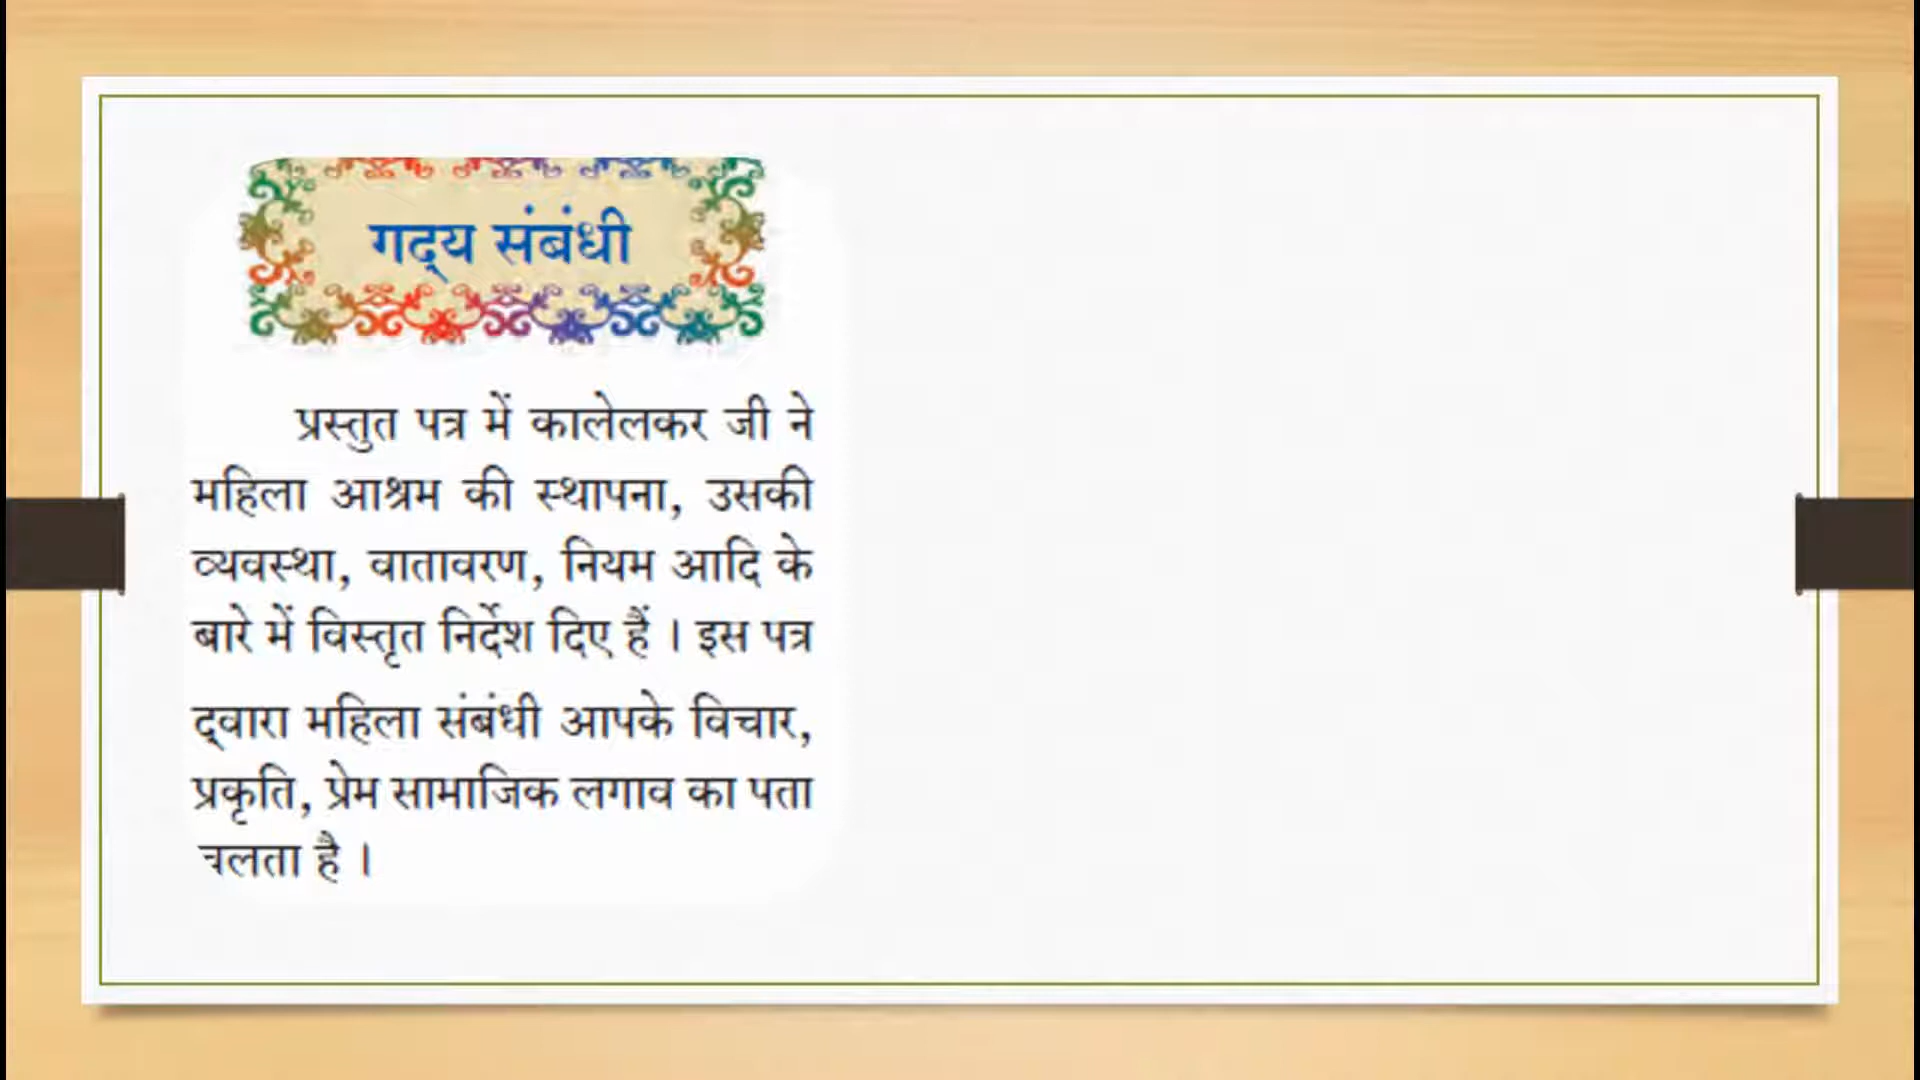 गद्‌य संबंधी
प्रस्तुत पत्र में कालेलकर जी ने
महिला आश्रम की स्थापना, उसकी
व्यवस्था, वातावरण, नियम आदि के
बारे में विस्तृत निर्देश दिए हैं । इस पत्र
द्‌वारा महिला संबंधी आपके विचार,
प्रकृति, प्रेम सामाजिक लगाव का पता
चलता है ।